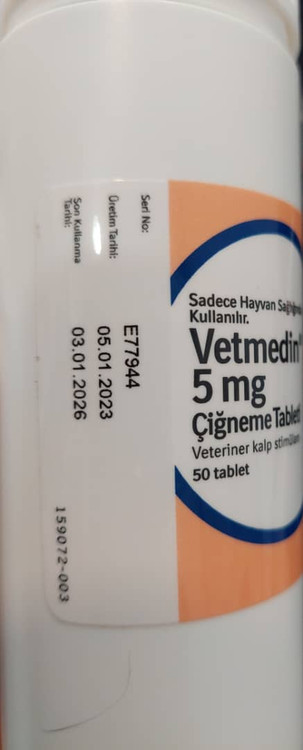 Sadece Hayvan Sağlığında
Kullanılır.
Vetmedin®
5 mg
Çiğneme Tableti
Veteriner kalp stimülanı
50 tablet
Seri No: E77944
Üretim Tarihi: 05.01.2023
Son Kullanma
Tarihi: 03.01.2026
159072-003